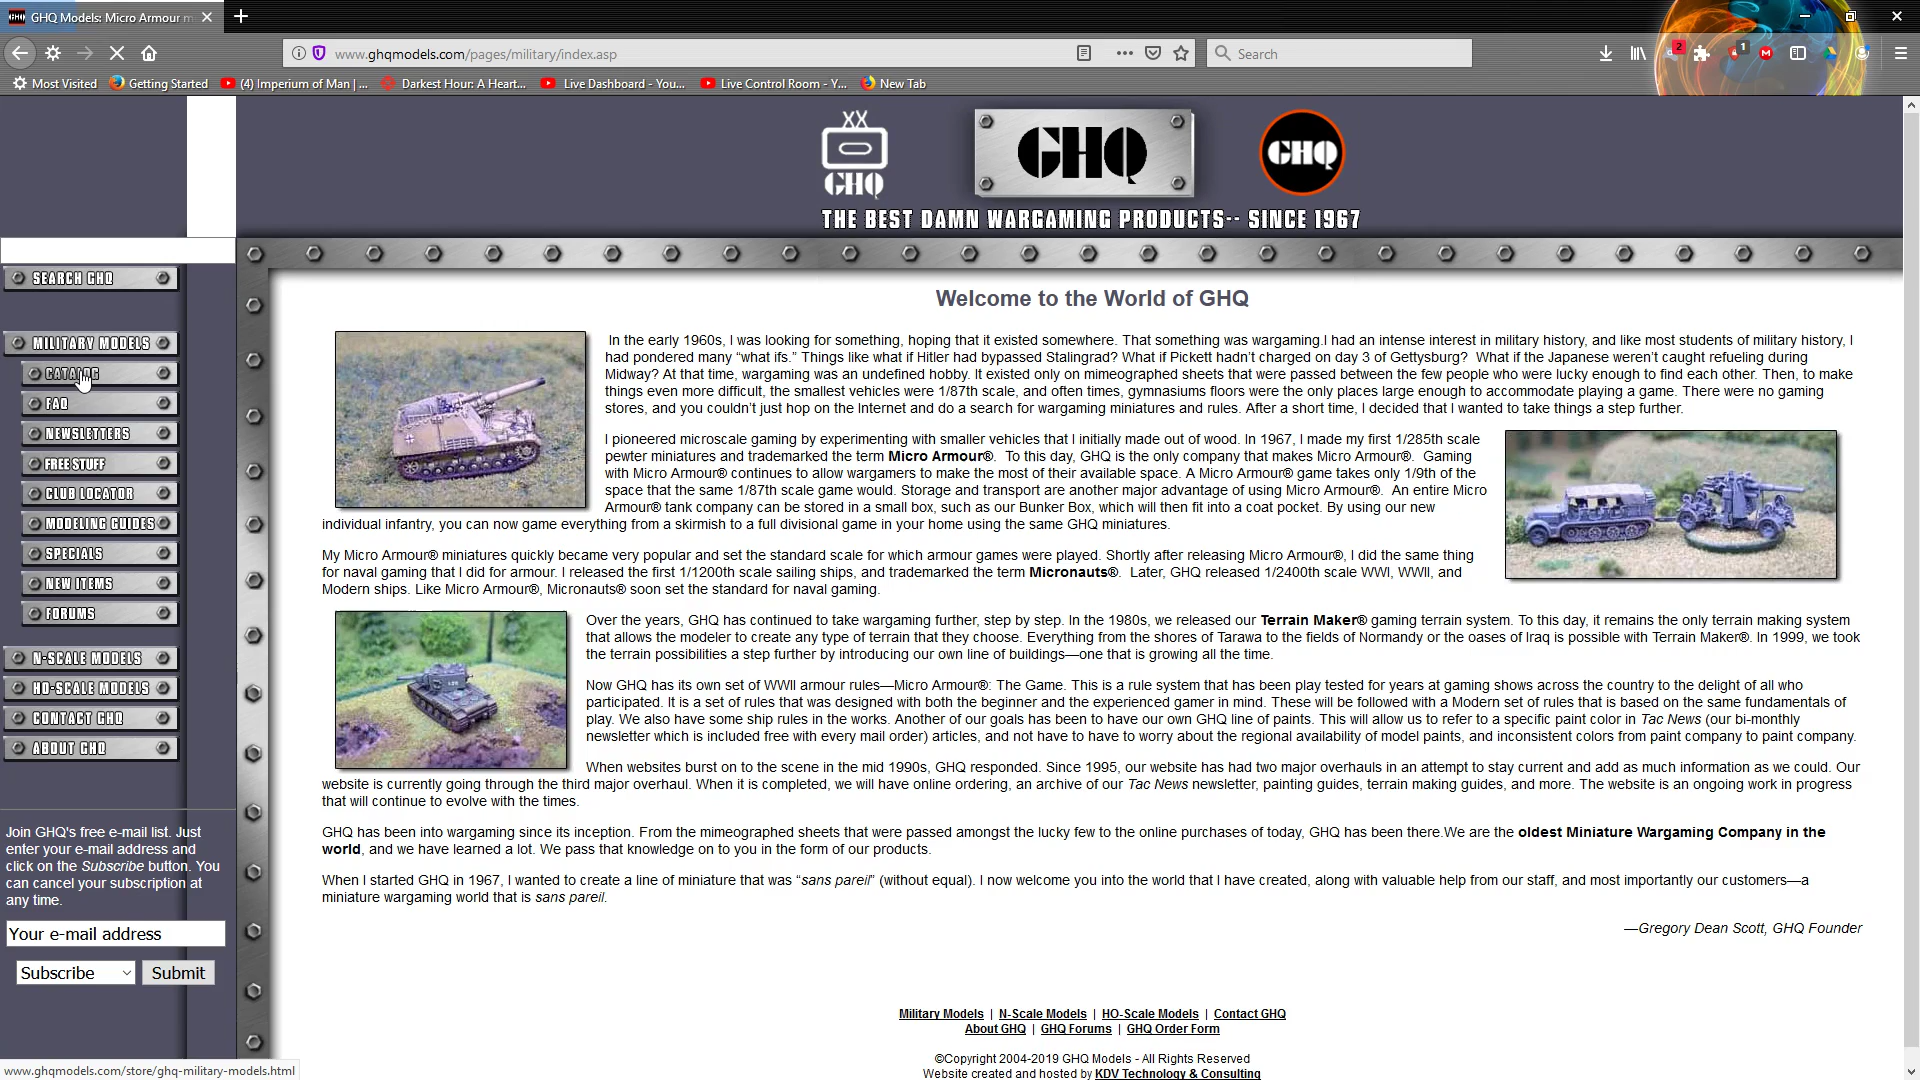 GHQ Models: Micro Armour m
www.ghqmodels.com/pages/military/index.asp
Search
2
1
Most Visited
Getting Started
(4) Imperium of Man | ...
Darkest Hour: A Heart...
Live Dashboard - You...
Live Control Room - Y...
New Tab
XX
GHQ
GHQ
GHQ
THE BEST DAMN WARGAMING PRODUCTS-- SINCE 1967
SEARCH GHQ
MILITARY MODELS
CATALOG
FAQ
NEWSLETTERS
FREE STUFF
CLUB LOCATOR
MODELING GUIDES
SPECIALS
NEW ITEMS
FORUMS
N-SCALE MODELS
HO-SCALE MODELS
CONTACT GHQ
ABOUT GHQ
Join GHQ's free e-mail list. Just
enter your e-mail address and
click on the Subscribe button. You
can cancel your subscription at
any time.
Your e-mail address
Subscribe
Submit
Welcome to the World of GHQ
In the early 1960s, I was looking for something, hoping that it existed somewhere. That something was wargaming.I had an intense interest in military history, and like most students of military history, I
had pondered many “what ifs.” Things like what if Hitler had bypassed Stalingrad? What if Pickett hadn’t charged on day 3 of Gettysburg?  What if the Japanese weren’t caught refueling during
Midway? At that time, wargaming was an undefined hobby. It existed only on mimeographed sheets that were passed between the few people who were lucky enough to find each other. Then, to make
things even more difficult, the smallest vehicles were 1/87th scale, and often times, gymnasiums floors were the only places large enough to accommodate playing a game. There were no gaming
stores, and you couldn’t just hop on the Internet and do a search for wargaming miniatures and rules. After a short time, I decided that I wanted to take things a step further.
I pioneered microscale gaming by experimenting with smaller vehicles that I initially made out of wood. In 1967, I made my first 1/285th scale
pewter miniatures and trademarked the term Micro Armour®.  To this day, GHQ is the only company that makes Micro Armour®.  Gaming
with Micro Armour® continues to allow wargamers to make the most of their available space. A Micro Armour® game takes only 1/9th of the
space that the same 1/87th scale game would. Storage and transport are another major advantage of using Micro Armour®.  An entire Micro
Armour® tank company can be stored in a small box, such as our Bunker Box, which will then fit into a coat pocket. By using our new
individual infantry, you can now game everything from a skirmish to a full divisional game in your home using the same GHQ miniatures.
My Micro Armour® miniatures quickly became very popular and set the standard scale for which armour games were played. Shortly after releasing Micro Armour®, I did the same thing
for naval gaming that I did for armour. I released the first 1/1200th scale sailing ships, and trademarked the term Micronauts®.  Later, GHQ released 1/2400th scale WWI, WWII, and
Modern ships. Like Micro Armour®, Micronauts® soon set the standard for naval gaming.
Over the years, GHQ has continued to take wargaming further, step by step. In the 1980s, we released our Terrain Maker® gaming terrain system. To this day, it remains the only terrain making system
that allows the modeler to create any type of terrain that they choose. Everything from the shores of Tarawa to the fields of Normandy or the oases of Iraq is possible with Terrain Maker®. In 1999, we took
the terrain possibilities a step further by introducing our own line of buildings—one that is growing all the time.
Now GHQ has its own set of WWII armour rules—Micro Armour®: The Game. This is a rule system that has been play tested for years at gaming shows across the country to the delight of all who
participated. It is a set of rules that was designed with both the beginner and the experienced gamer in mind. These will be followed with a Modern set of rules that is based on the same fundamentals of
play. We also have some ship rules in the works. Another of our goals has been to have our own GHQ line of paints. This will allow us to refer to a specific paint color in Tac News (our bi-monthly
newsletter which is included free with every mail order) articles, and not have to have to worry about the regional availability of model paints, and inconsistent colors from paint company to paint company.
When websites burst on to the scene in the mid 1990s, GHQ responded. Since 1995, our website has had two major overhauls in an attempt to stay current and add as much information as we could. Our
website is currently going through the third major overhaul. When it is completed, we will have online ordering, an archive of our Tac News newsletter, painting guides, terrain making guides, and more. The website is an ongoing work in progress
that will continue to evolve with the times.
GHQ has been into wargaming since its inception. From the mimeographed sheets that were passed amongst the lucky few to the online purchases of today, GHQ has been there.We are the oldest Miniature Wargaming Company in the
world, and we have learned a lot. We pass that knowledge on to you in the form of our products.
When I started GHQ in 1967, I wanted to create a line of miniature that was “sans pareil” (without equal). I now welcome you into the world that I have created, along with valuable help from our staff, and most importantly our customers—a
miniature wargaming world that is sans pareil.
—Gregory Dean Scott, GHQ Founder
Military Models | N-Scale Models | HO-Scale Models | Contact GHQ
About GHQ | GHQ Forums | GHQ Order Form
©Copyright 2004-2019 GHQ Models - All Rights Reserved
Website created and hosted by KDV Technology & Consulting
www.ghqmodels.com/store/ghq-military-models.html